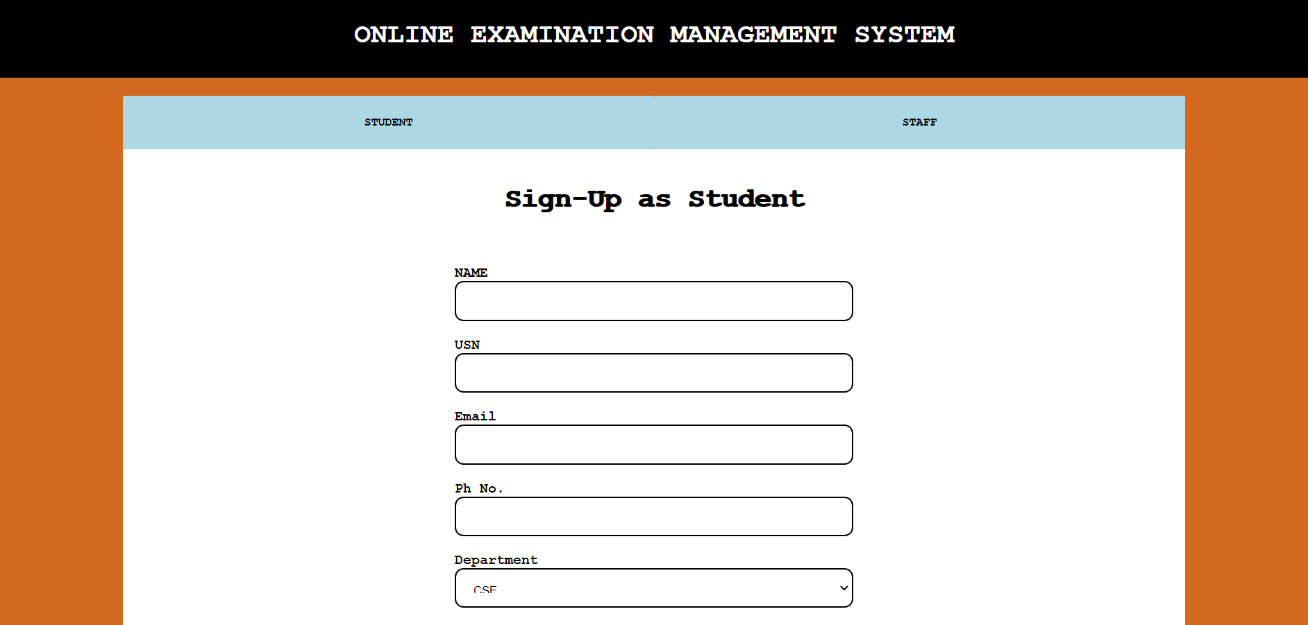 ONLINE EXAMINATION MANAGEMENT SYSTEM
STUDENT STAFF
Sign-Up as Student
NAME
USN
Email
Ph No.
Department
CSE